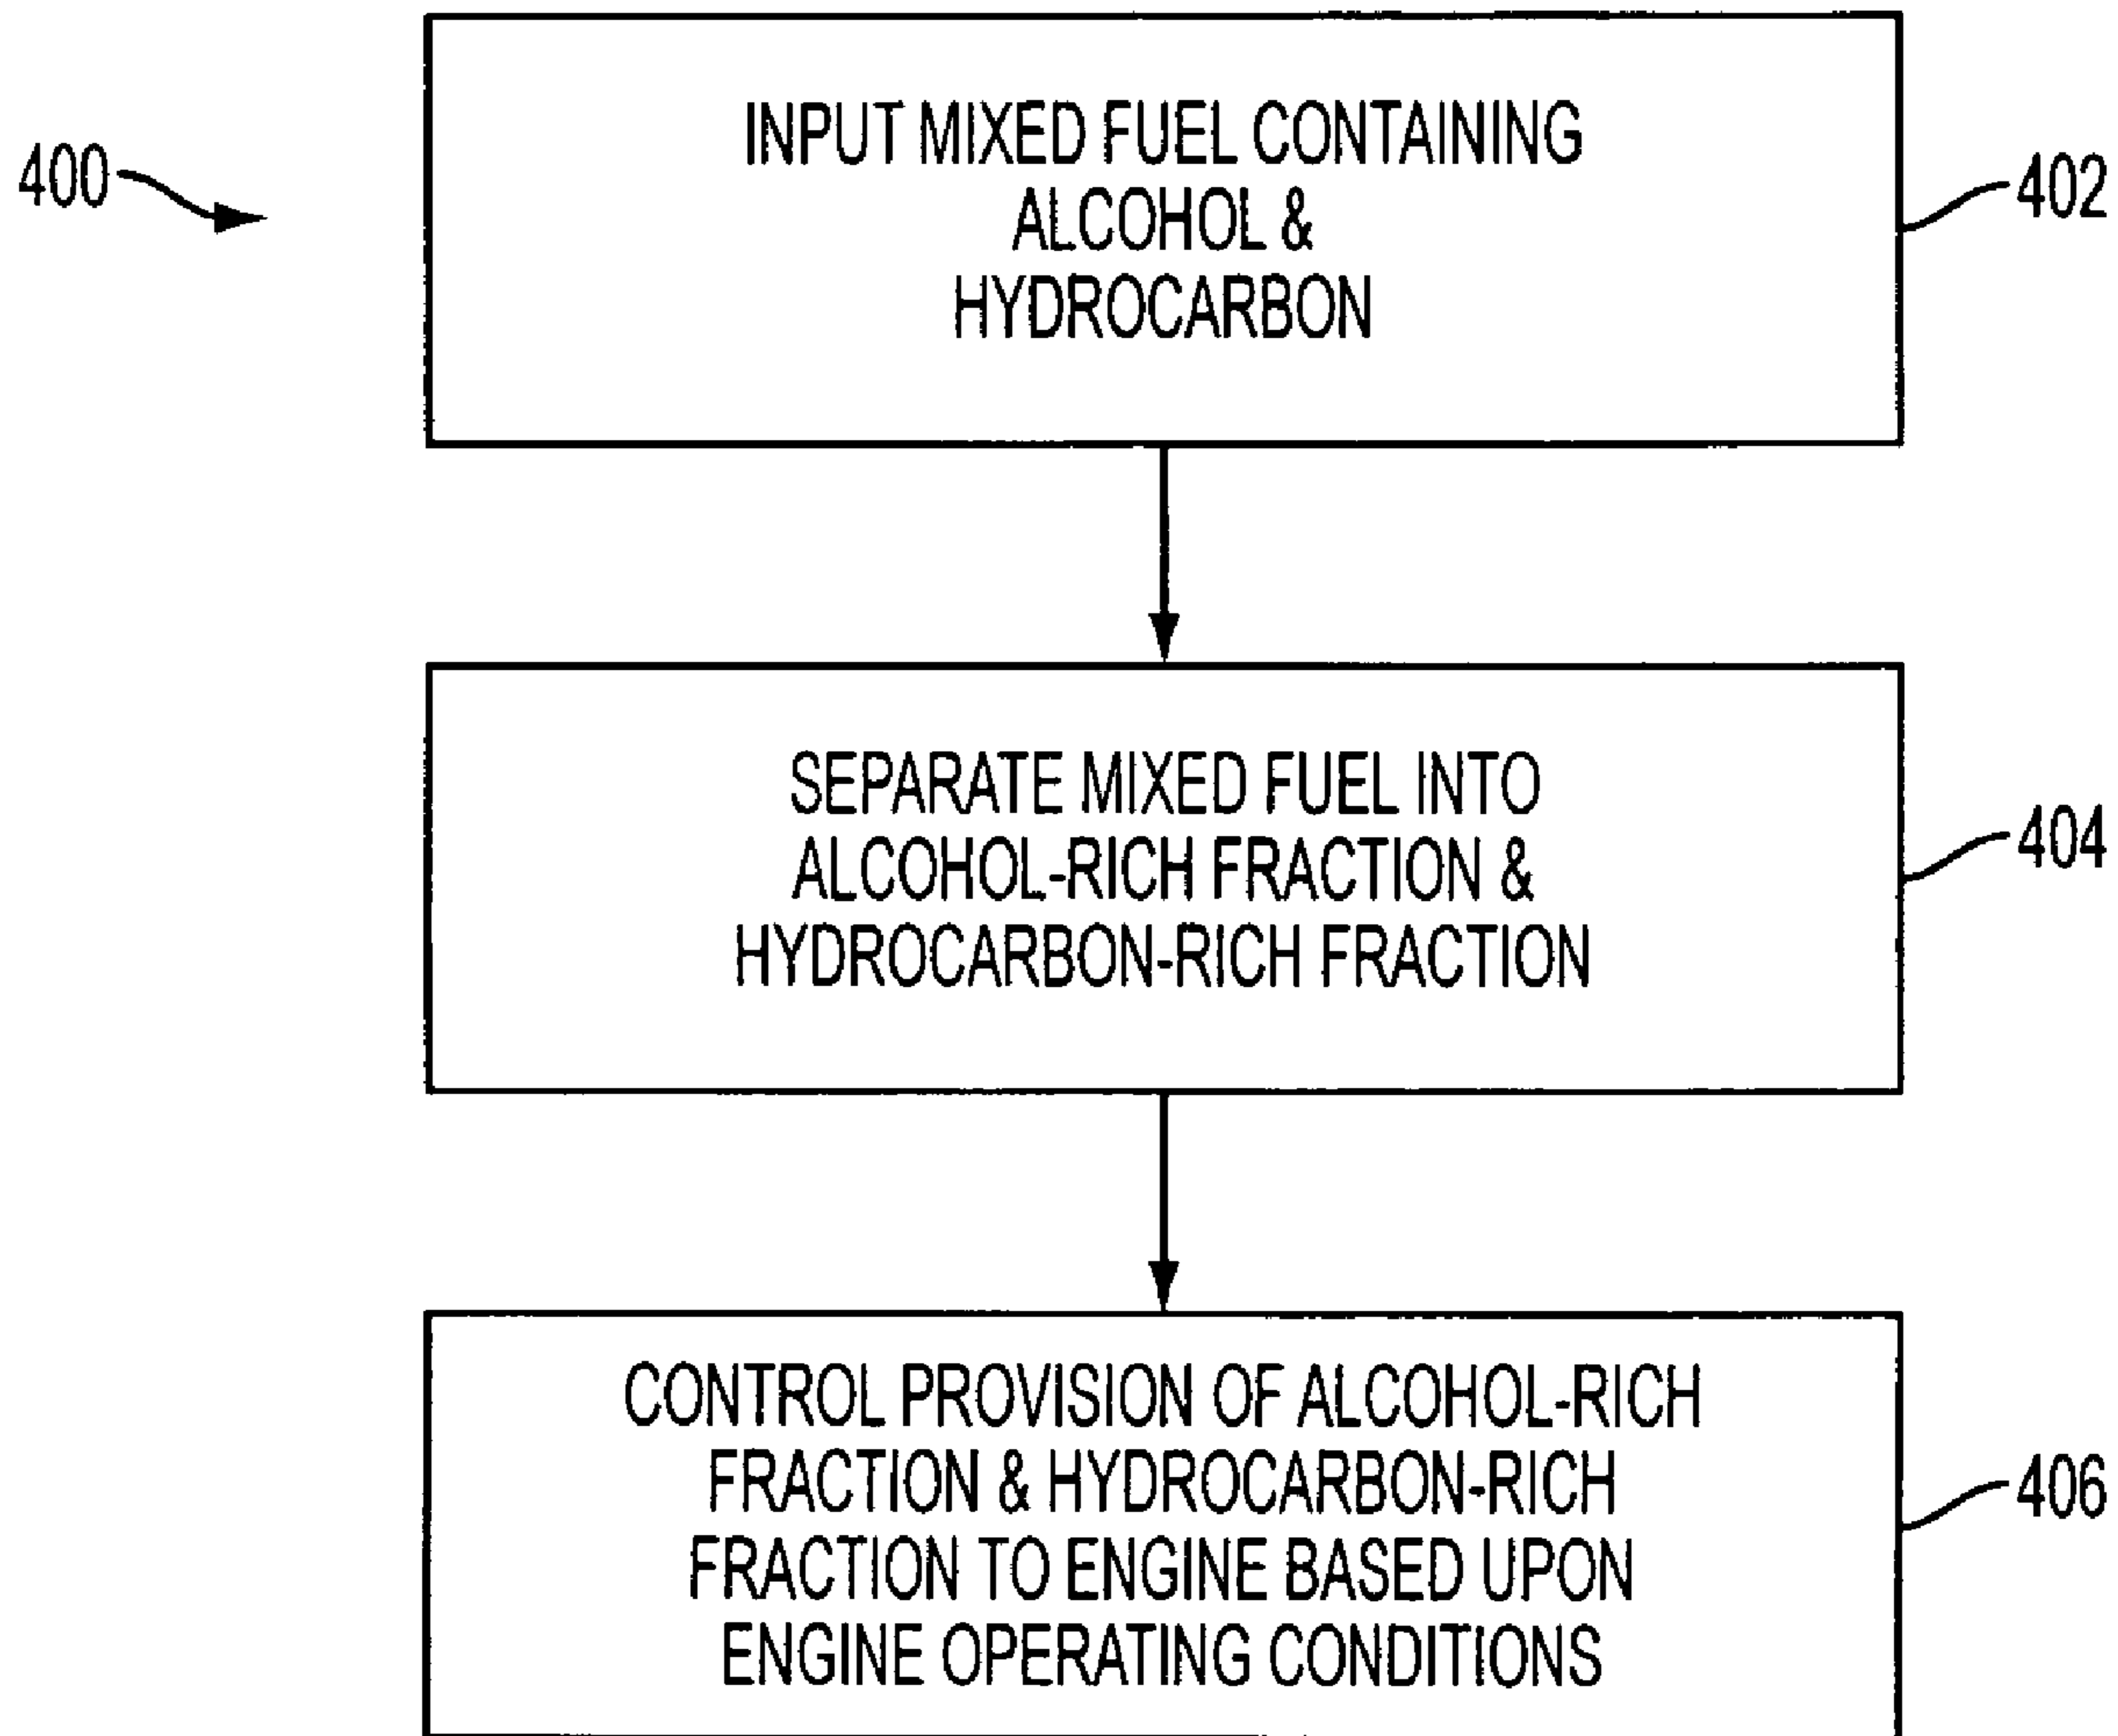 400
INPUT MIXED FUEL CONTAINING
ALCOHOL &
HYDROCARBON
402
SEPARATE MIXED FUEL INTO
ALCOHOL-RICH FRACTION &
HYDROCARBON-RICH FRACTION
404
CONTROL PROVISION OF ALCOHOL-RICH
FRACTION & HYDROCARBON-RICH
FRACTION TO ENGINE BASED UPON
ENGINE OPERATING CONDITIONS
406